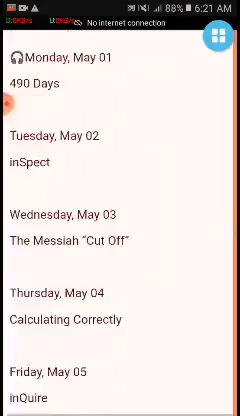 88% 6:21 AM
No internet connection
Monday, May 01
490 Days
Tuesday, May 02
inSpect
Wednesday, May 03
The Messiah “Cut Off”
Thursday, May 04
Calculating Correctly
Friday, May 05
inQuire